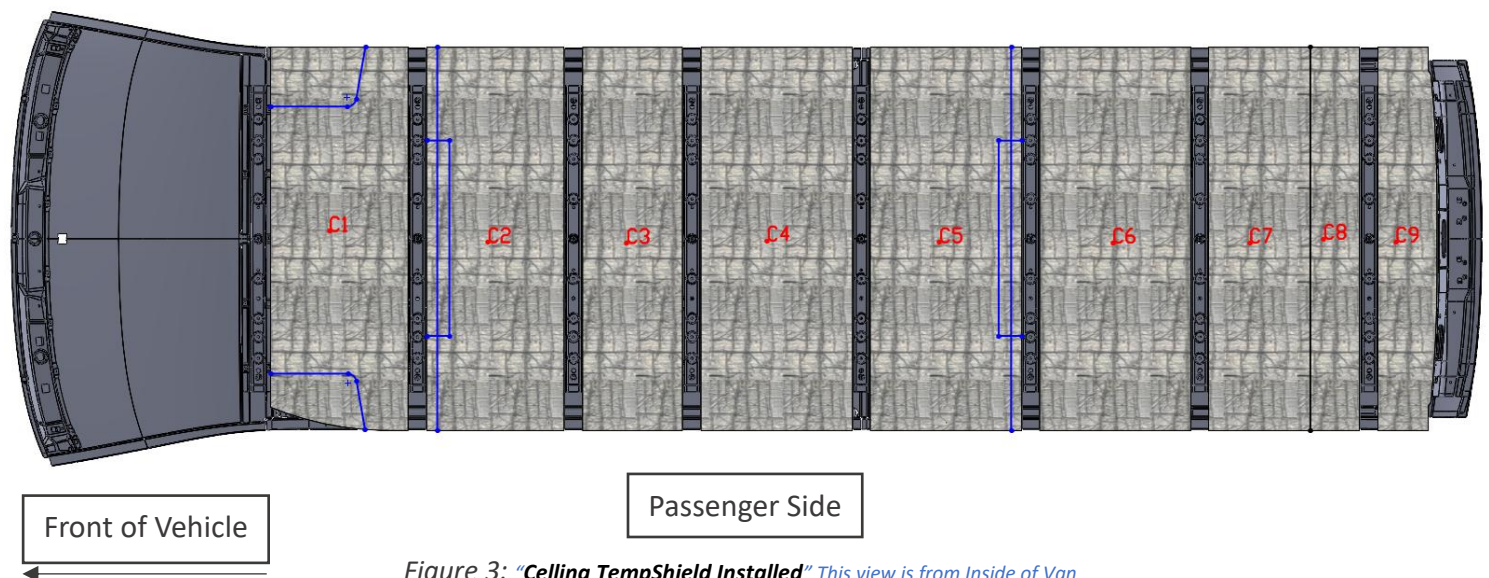 C1
C2
C3
C4
C5
C6
C7
C8
C9
Passenger Side
Front of Vehicle
Figure 3: “Celling TempShield Installed” This view is from Inside of Van